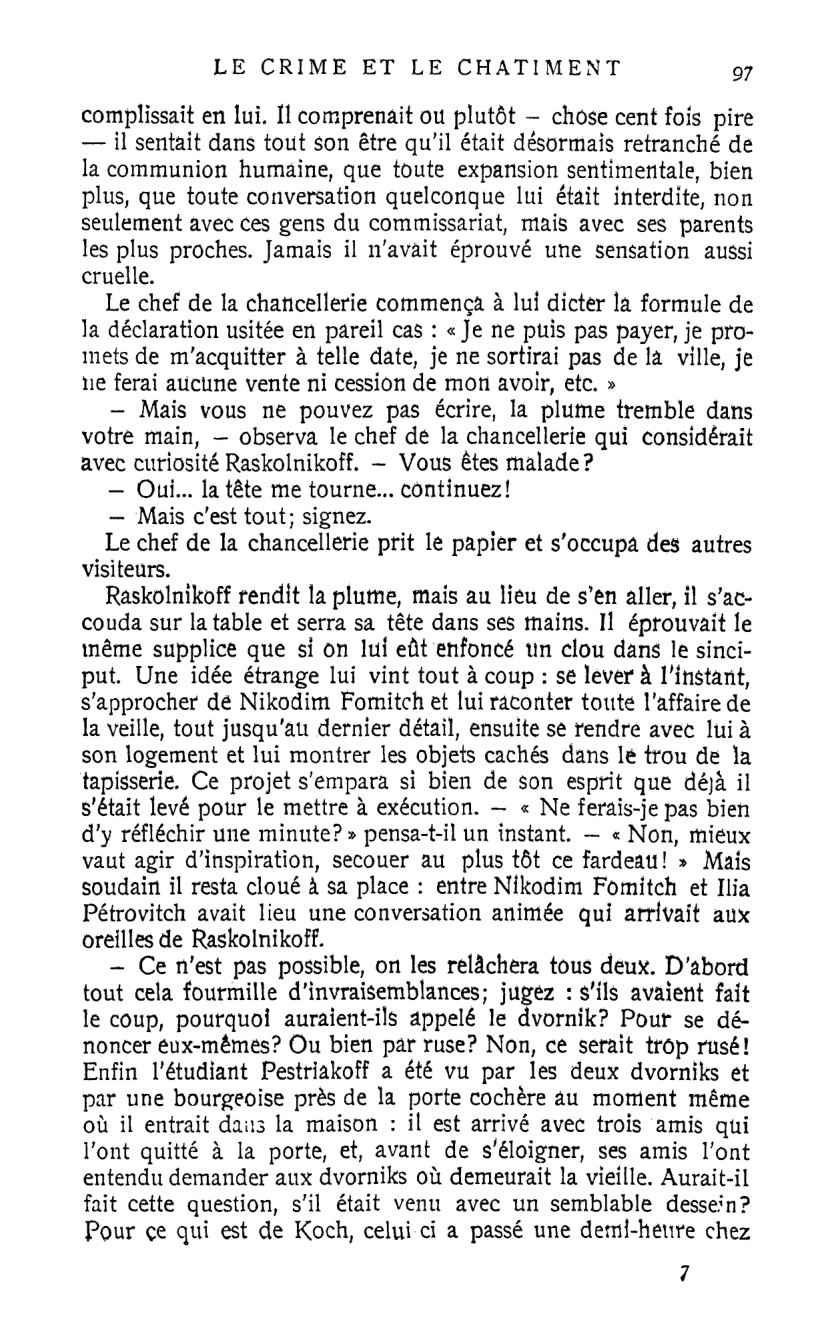 LE CRIME ET LE CHATIMENT 97
complissait en lui. Il comprenait ou plutôt — chose cent fois pire
— il sentait dans tout son être qu'il était désormais retranché de
la communion humaine, que toute expansion sentimentale, bien
plus, que toute conversation quelconque lui était interdite, non
seulement avec ces gens du commissariat, mais avec ses parents
les plus proches. Jamais il n'avait éprouvé une sensation aussi
cruelle.
Le chef de la chancellerie commença à lui dicter la formule de
la déclaration usitée en pareil cas : « Je ne puis pas payer, je pro-
mets de m'acquitter à telle date, je ne sortirai pas de la ville, je
ne ferai aucune vente ni cession de mon avoir, etc. »
— Mais vous ne pouvez pas écrire, la plume tremble dans
votre main, — observa le chef de la chancellerie qui considérait
avec curiosité Raskolnikoff. — Vous êtes malade?
— Oui... la tête me tourne... continuez!
— Mais c'est tout; signez.
Le chef de la chancellerie prit le papier et s'occupa des autres
visiteurs.
Raskolnikoff rendit la plume, mais au lieu de s'en aller, il s'ac-
couda sur la table et serra sa tête dans ses mains. Il éprouvait le
même supplice que si on lui eût enfoncé un clou dans le sinci-
put. Une idée étrange lui vint tout à coup : se lever à l'instant,
s'approcher de Nikodim Fomitch et lui raconter toute l'affaire de
la veille, tout jusqu'au dernier détail, ensuite se rendre avec lui à
son logement et lui montrer les objets cachés dans le trou de la
tapisserie. Ce projet s'empara si bien de son esprit que déjà il
s'était levé pour le mettre à exécution. — « Ne ferais-je pas bien
d'y réfléchir une minute? » pensa-t-il un instant. — « Non, mieux
vaut agir d'inspiration, secouer au plus tôt ce fardeau! » Mais
soudain il resta cloué à sa place : entre Nikodim Fomitch et Ilia
Pétrovitch avait lieu une conversation animée qui arrivait aux
oreilles de Raskolnikoff.
— Ce n'est pas possible, on les relâchera tous deux. D'abord
tout cela fourmille d'invraisemblances; jugez : s'ils avaient fait
le coup, pourquoi auraient-ils appelé le dvornik? Pour se dé-
noncer eux-mêmes? Ou bien par ruse? Non, ce serait trop rusé!
Enfin l'étudiant Pestriakoff a été vu par les deux dvorniks et
par une bourgeoise près de la porte cochère au moment même
où il entrait dans la maison : il est arrivé avec trois amis qui
l'ont quitté à la porte, et, avant de s'éloigner, ses amis l'ont
entendu demander aux dvorniks où demeurait la vieille. Aurait-il
fait cette question, s'il était venu avec un semblable dessein?
Pour ce qui est de Koch, celui ci a passé une demi-heure chez
7